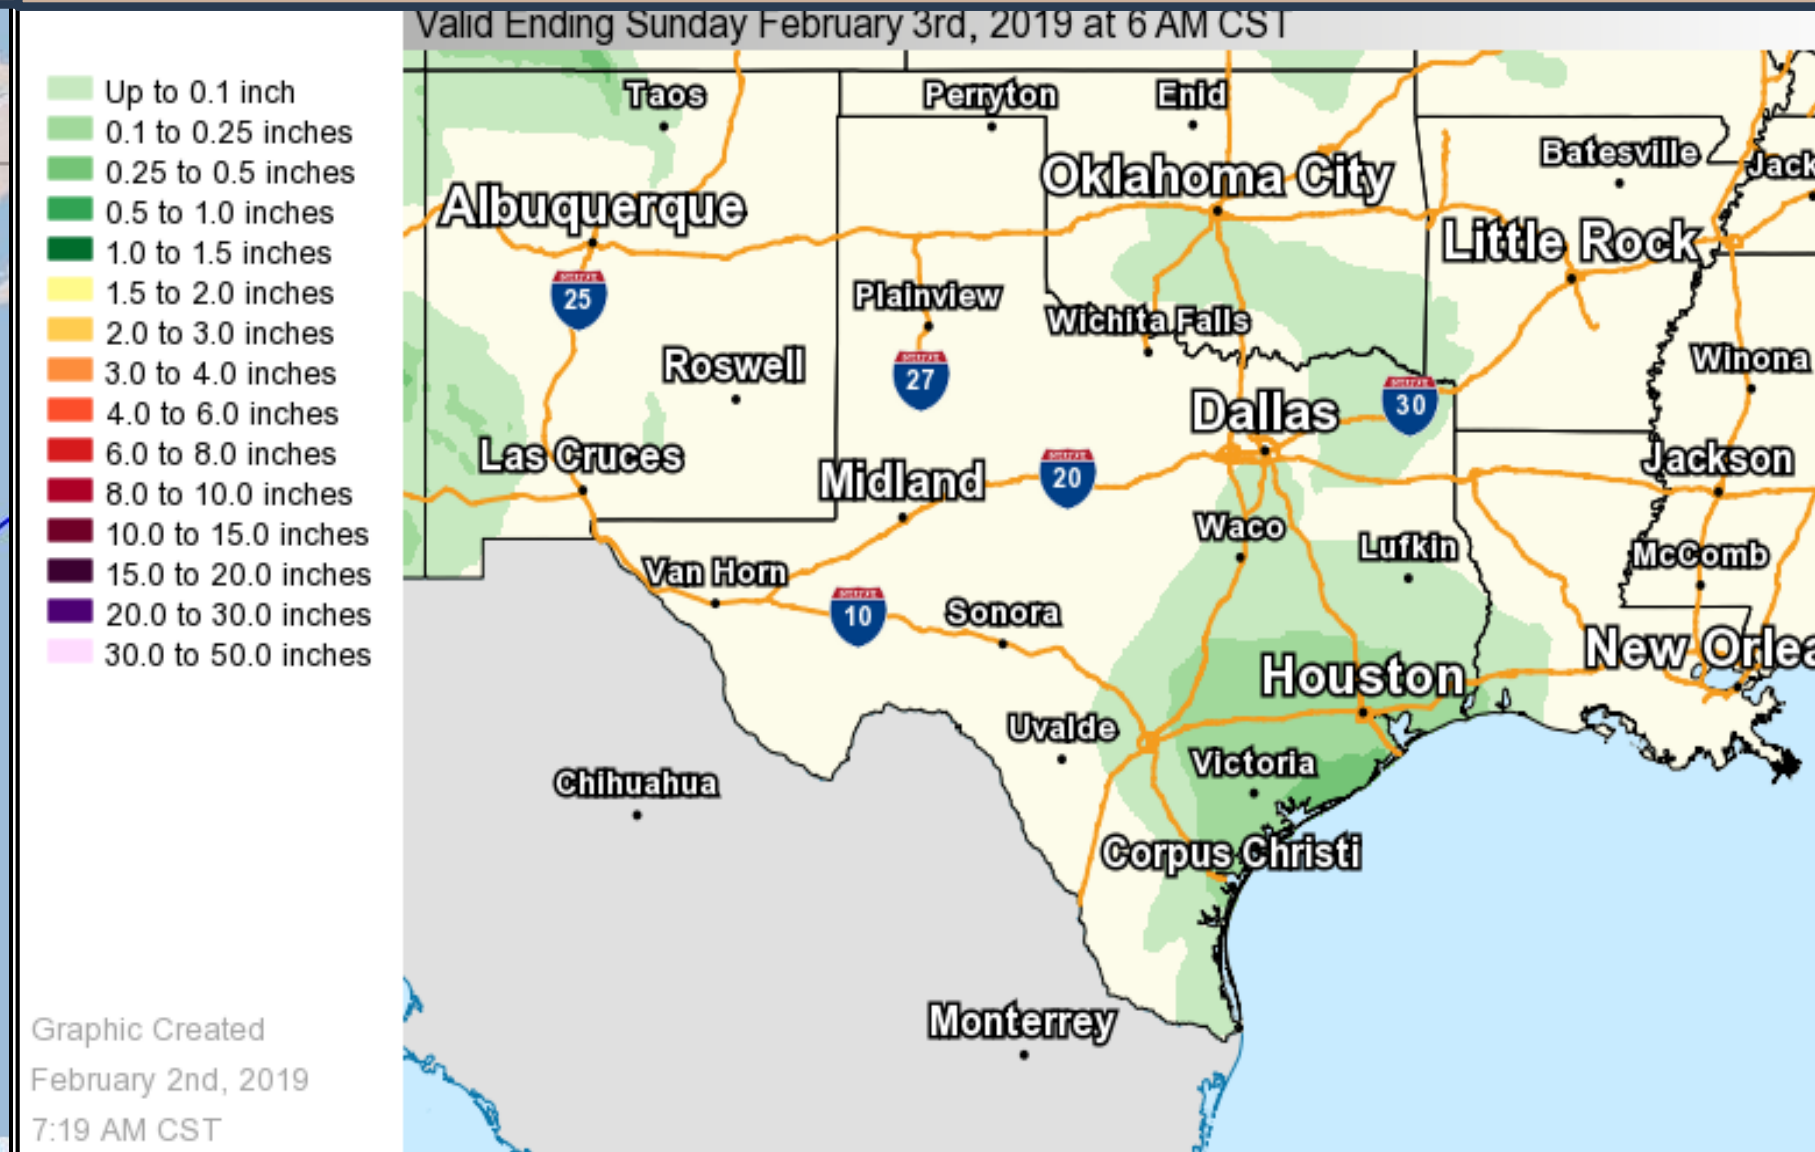 Valid Ending Sunday February 3rd, 2019 at 6 AM CST
Up to 0.1 inch
0.1 to 0.25 inches
0.25 to 0.5 inches
0.5 to 1.0 inches
1.0 to 1.5 inches
1.5 to 2.0 inches
2.0 to 3.0 inches
3.0 to 4.0 inches
4.0 to 6.0 inches
6.0 to 8.0 inches
8.0 to 10.0 inches
10.0 to 15.0 inches
15.0 to 20.0 inches
20.0 to 30.0 inches
30.0 to 50.0 inches
Graphic Created
February 2nd, 2019
7:19 AM CST
Taos
Perryton
Enid
Batesville
Jack
Oklahoma City
Albuquerque
Little Rock
25
Plainview
Wichita Falls
Roswell
27
Winona
30
Dallas
Las Cruces
Midland
20
Jackson
Waco
Lufkin
McComb
Van Horn
10
Sonora
New Orlea
Houston
Uvalde
Victoria
Chihuahua
Corpus Christi
Monterrey